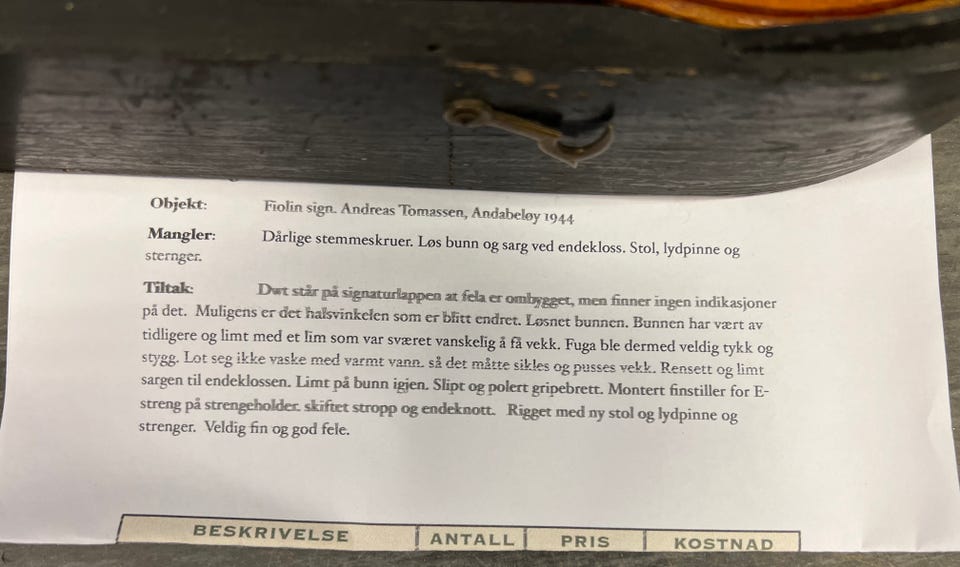 Objekt: Fiolin sign. Andreas Tomassen, Andabeløy 1944
Mangler: Dårlige stemmeskruer. Løs bunn og sarg ved endekloss. Stol, lydpinne og
sternger.
Tiltak: Dwt står på signaturlappen at fela er ombygget, men finner ingen indikasjoner
på det. Muligens er det halsvinkelen som er blitt endret. Løsnet bunnen. Bunnen har vært av
tidligere og limt med et lim som var svært vanskelig å få vekk. Fuga ble dermed veldig tykk og
stygg. Lot seg ikke vaske med varmt vann. så det måtte sikles og pusses vekk. Rensett og limt
sargen til endeklossen. Limt på bunn igjen. Slipt og polert gripebrett. Montert finstiller for E-
streng på strengeholder. skiftet stropp og endeknott. Rigget med ny stol og lydpinne og
strenger. Veldig fin og god fele.
BESKRIVELSE ANTALL PRIS KOSTNAD